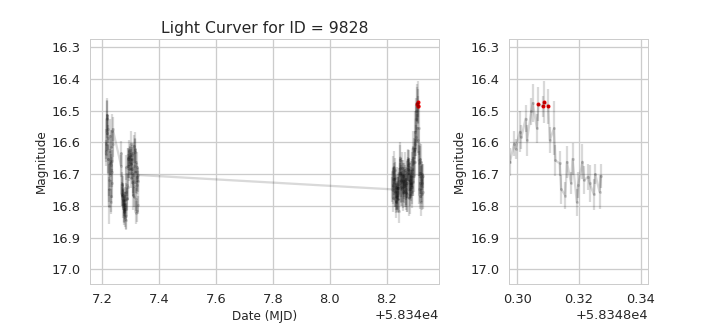 Light Curver for ID = 9828
16.3
16.4
16.5
16.6
16.7
16.8
16.9
17.0
Magnitude
7.2 7.4 7.6 7.8 8.0 8.2
Date (MJD) +5.834e4
16.3
16.4
16.5
16.6
16.7
16.8
16.9
17.0
Magnitude
0.30 0.32 0.34
+5.8348e4